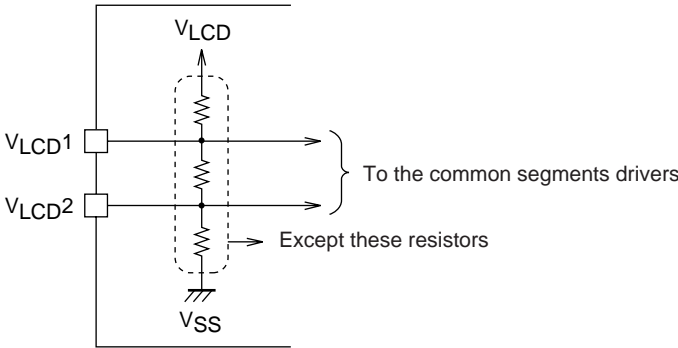 VLCD
VLCD1
To the common segments drivers
VLCD2
Except these resistors
VSS